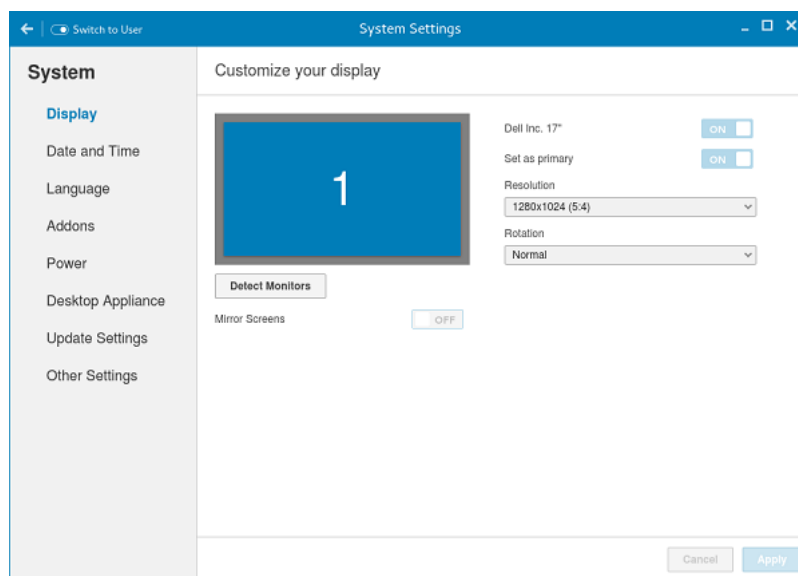 Switch to User
System Settings
System
Display
Date and Time
Language
Addons
Power
Desktop Appliance
Update Settings
Other Settings
Customize your display
1
Detect Monitors
Mirror Screens
OFF
Dell Inc. 17"
ON
Set as primary
ON
Resolution
1280x1024 (5:4)
Rotation
Normal
Cancel
Apply